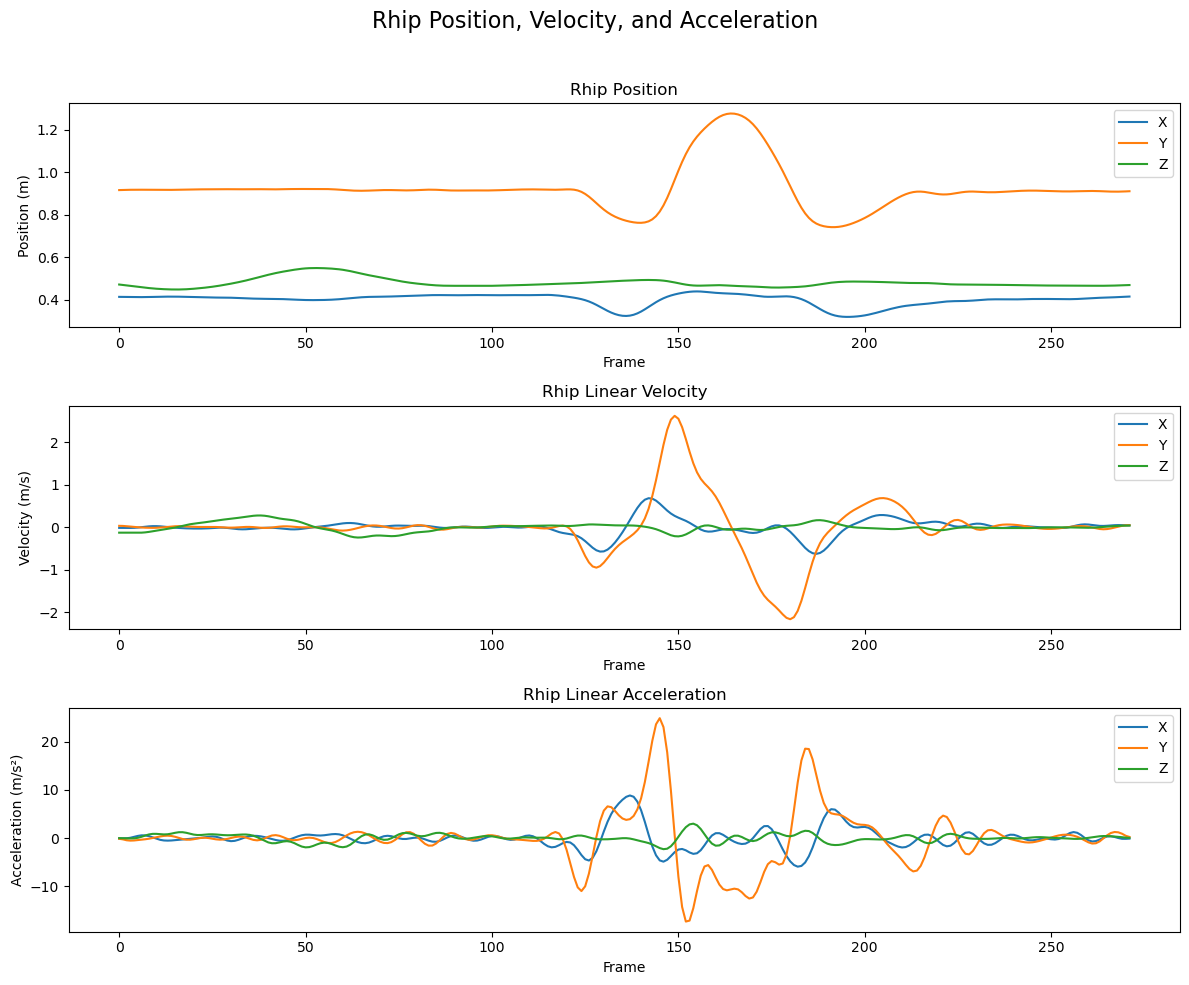 Rhip Position, Velocity, and Acceleration
Rhip Position
Position (m)
1.2
1.0
0.8
0.6
0.4
X
Y
Z
0 50 100 150 200 250
Frame
Rhip Linear Velocity
Velocity (m/s)
2
1
0
−1
−2
X
Y
Z
0 50 100 150 200 250
Frame
Rhip Linear Acceleration
Acceleration (m/s²)
20
10
0
−10
X
Y
Z
0 50 100 150 200 250
Frame